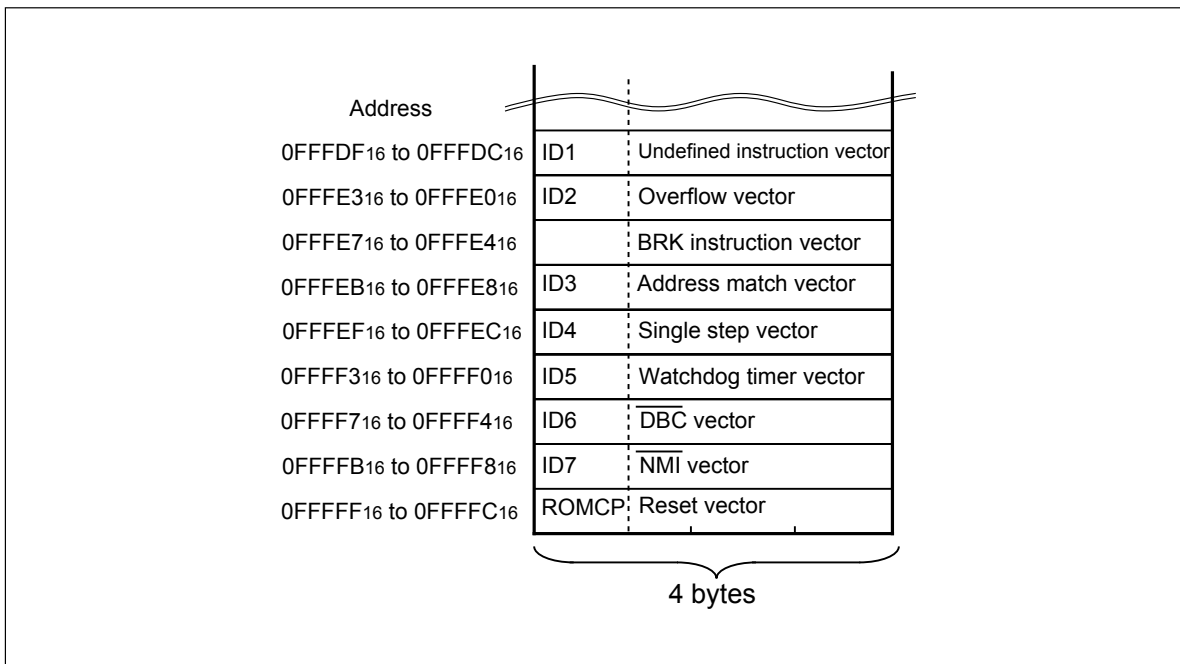 Address
0FFFDF16 to 0FFFDC16 ID1 Undefined instruction vector
0FFFE316 to 0FFFE016 ID2 Overflow vector
0FFFE716 to 0FFFE416 BRK instruction vector
0FFFEB16 to 0FFFE816 ID3 Address match vector
0FFFEF16 to 0FFFEC16 ID4 Single step vector
0FFFF316 to 0FFFF016 ID5 Watchdog timer vector
0FFFF716 to 0FFFF416 ID6 DBC vector
0FFFFB16 to 0FFFF816 ID7 NMI vector
0FFFFF16 to 0FFFFC16 ROMCP Reset vector
4 bytes